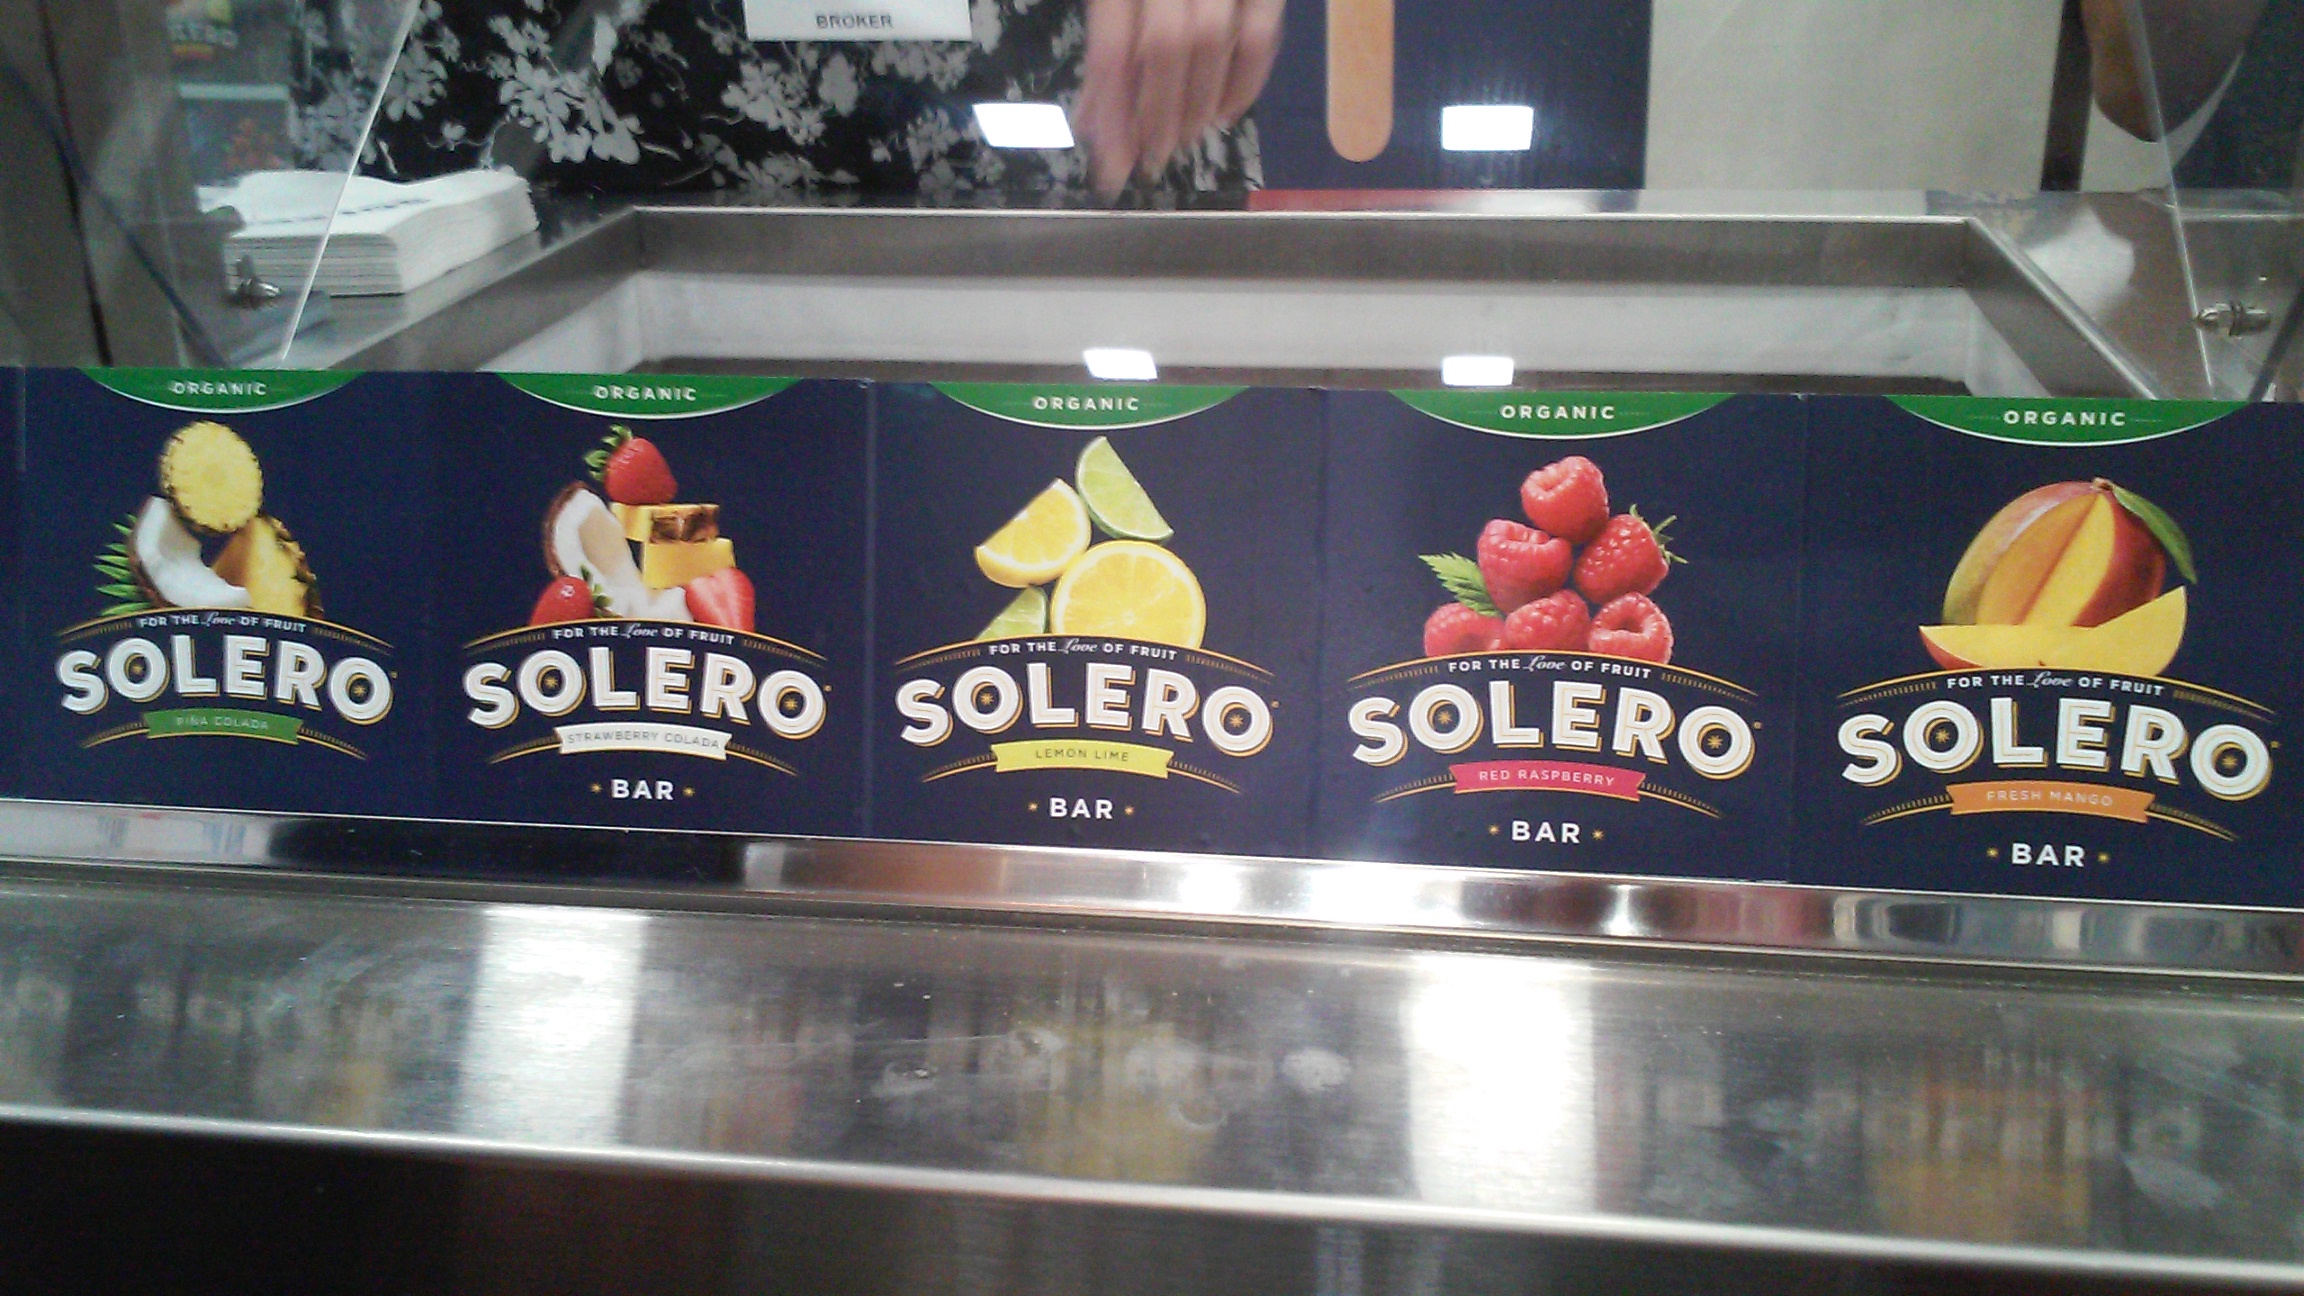 BROKER
ORGANIC
FOR THE Love OF FRUIT
SOLERO
PIÑA COLADA
ORGANIC
FOR THE Love OF FRUIT
SOLERO
STRAWBERRY COLADA
BAR
ORGANIC
FOR THE Love OF FRUIT
SOLERO
LEMON LIME
BAR
ORGANIC
FOR THE Love OF FRUIT
SOLERO
RED RASPBERRY
BAR
ORGANIC
FOR THE Love OF FRUIT
SOLERO
FRESH MANGO
BAR